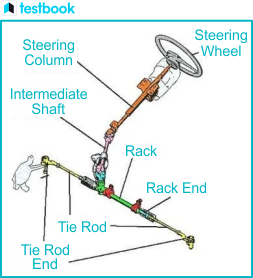 testbook
Steering
Wheel
Steering
Column
Intermediate
Shaft
Rack
Rack End
Tie Rod
Tie Rod
End